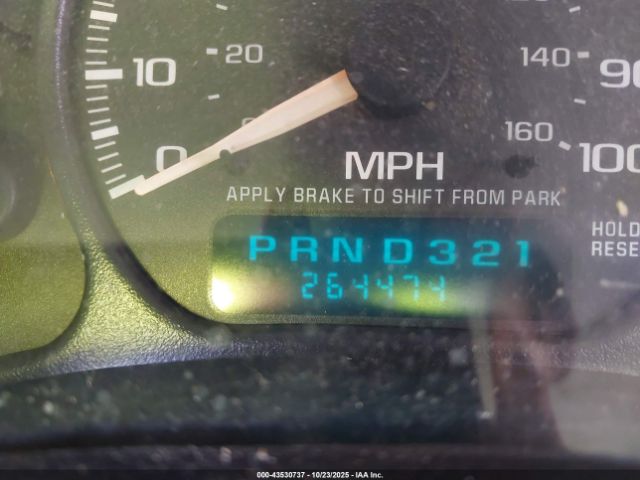 20
140
90
10
0
160
100
MPH
APPLY BRAKE TO SHIFT FROM PARK
HOLD
RESE
PRND321
264474
000-43530737 - 10/23/2025 - IAA Inc.